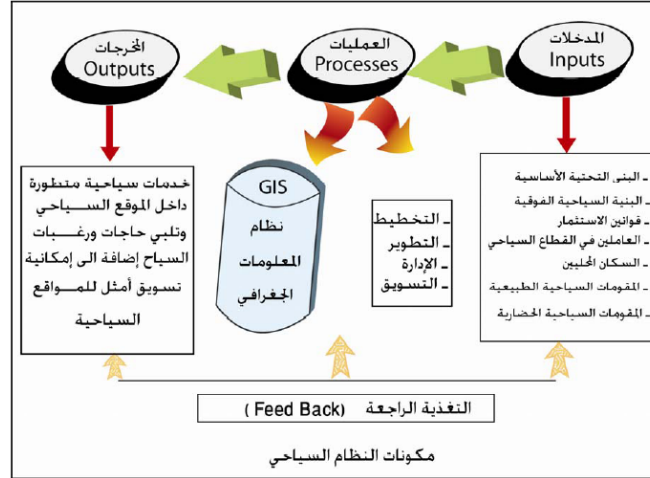 المدخلات
Inputs
العمليات
Processes
المخرجات
Outputs
- البنى التحتية الأساسية
- البنية السياحية الفوقية
- قوانين الاستثمار
- العاملين في القطاع السياحي
- السكان المحليين
- المقومات السياحية الطبيعية
- المقومات السياحية الحضارية
- التخطيط
- التطوير
- الإدارة
- التسويق
GIS
نظام
المعلومات
الجغرافي
خدمات سياحية متطورة
داخل الموقع السياحي
وتلبي حاجات ورغبات
السياح إضافة الى إمكانية
تسويق أمثل للمواقع
السياحية
التغذية الراجعة (Feed Back )
مكونات النظام السياحي